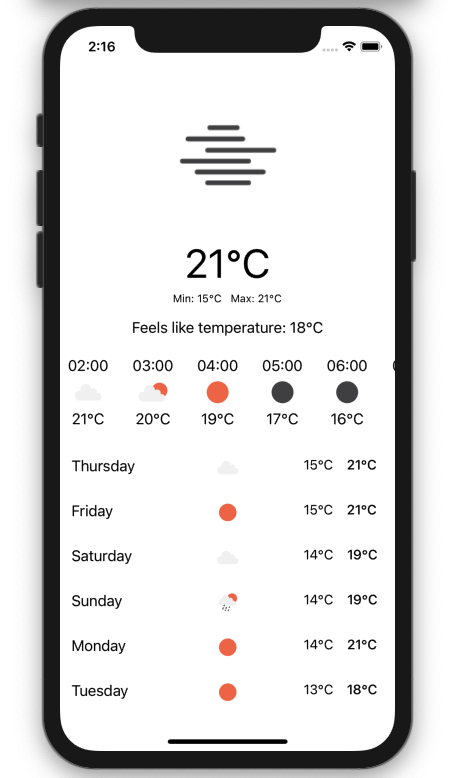 2:16
21°C
Min: 15°C Max: 21°C
Feels like temperature: 18°C
02:00 03:00 04:00 05:00 06:00
21°C 20°C 19°C 17°C 16°C
Thursday 15°C 21°C
Friday 15°C 21°C
Saturday 14°C 19°C
Sunday 14°C 19°C
Monday 14°C 21°C
Tuesday 13°C 18°C